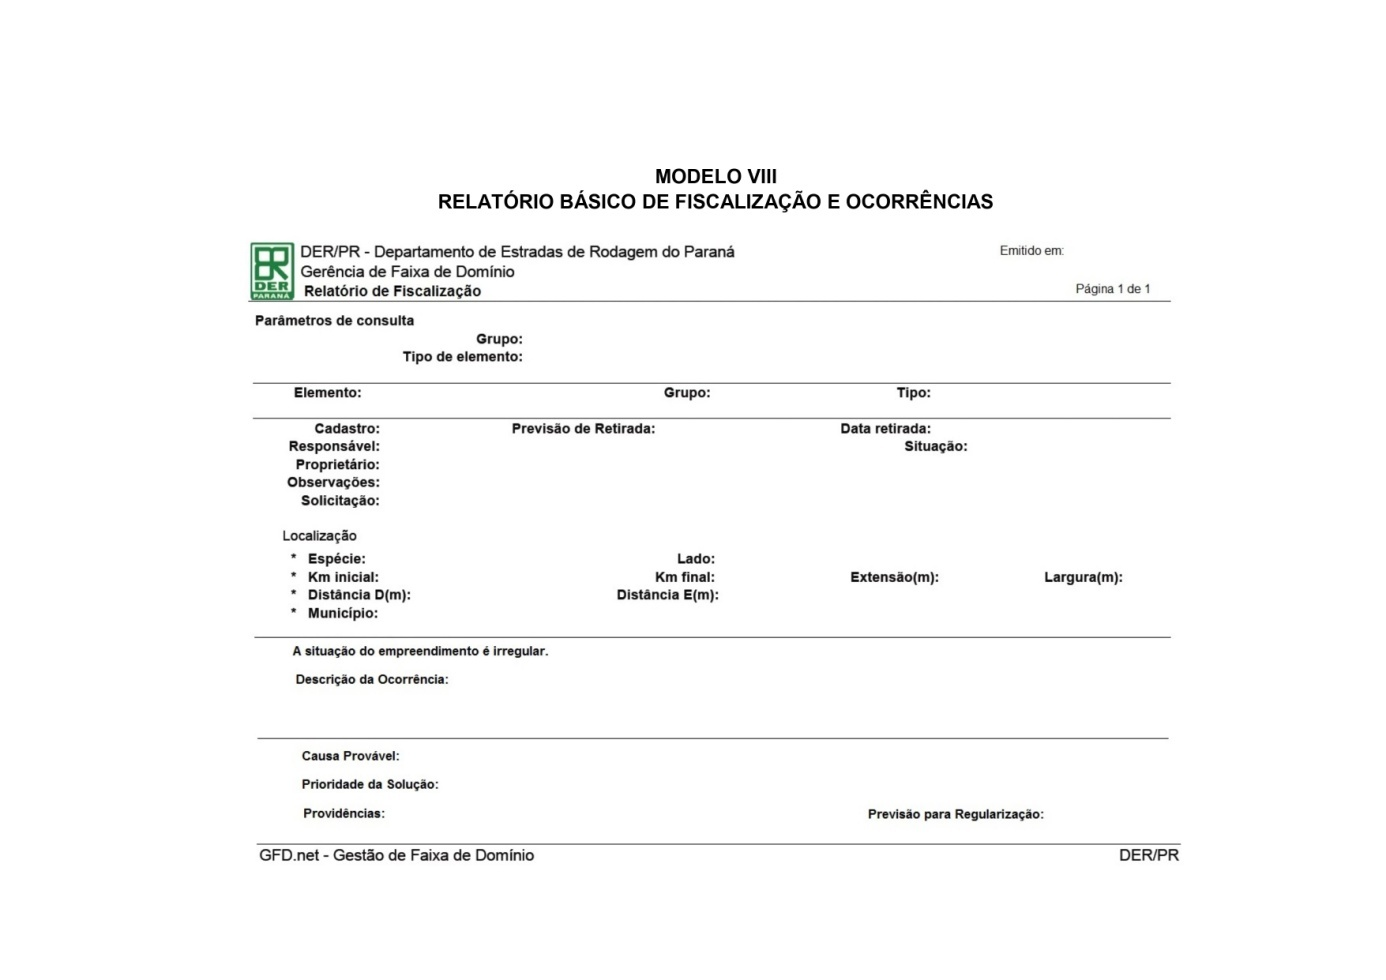 MODELO VIII
RELATÓRIO BÁSICO DE FISCALIZAÇÃO E OCORRÊNCIAS
DER/PR - Departamento de Estradas de Rodagem do Paraná Emitido em:
Gerência de Faixa de Domínio
DER
PARANÁ
Relatório de Fiscalização Página 1 de 1
Parâmetros de consulta
Grupo:
Tipo de elemento:
Elemento: Grupo: Tipo:
Cadastro: Previsão de Retirada: Data retirada:
Responsável: Situação:
Proprietário:
Observações:
Solicitação:
Localização
* Espécie: Lado:
* Km inicial: Km final: Extensão(m): Largura(m):
* Distância D(m): Distância E(m):
* Município:
A situação do empreendimento é irregular.
Descrição da Ocorrência:
Causa Provável:
Prioridade da Solução:
Providências: Previsão para Regularização:
GFD.net - Gestão de Faixa de Domínio DER/PR